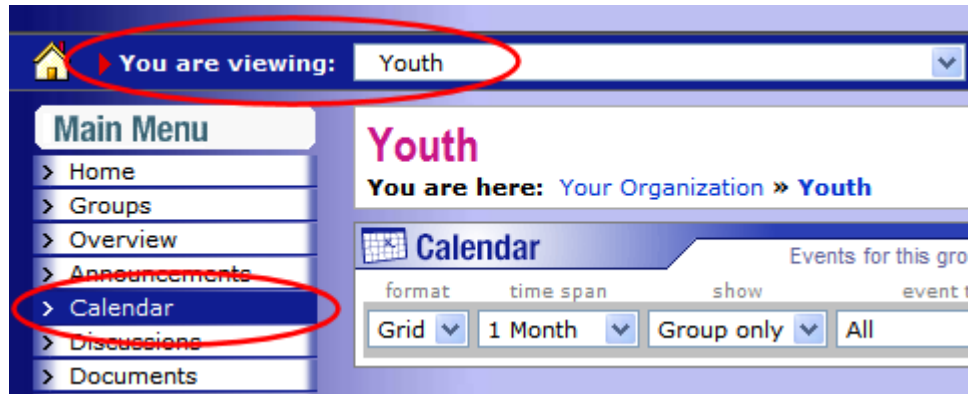 You are viewing: Youth
Main Menu
Home
Groups
Overview
Announcements
Calendar
Discussions
Documents
Youth
You are here: Your Organization » Youth
Calendar
Events for this gro
format time span show event t
Grid 1 Month Group only All